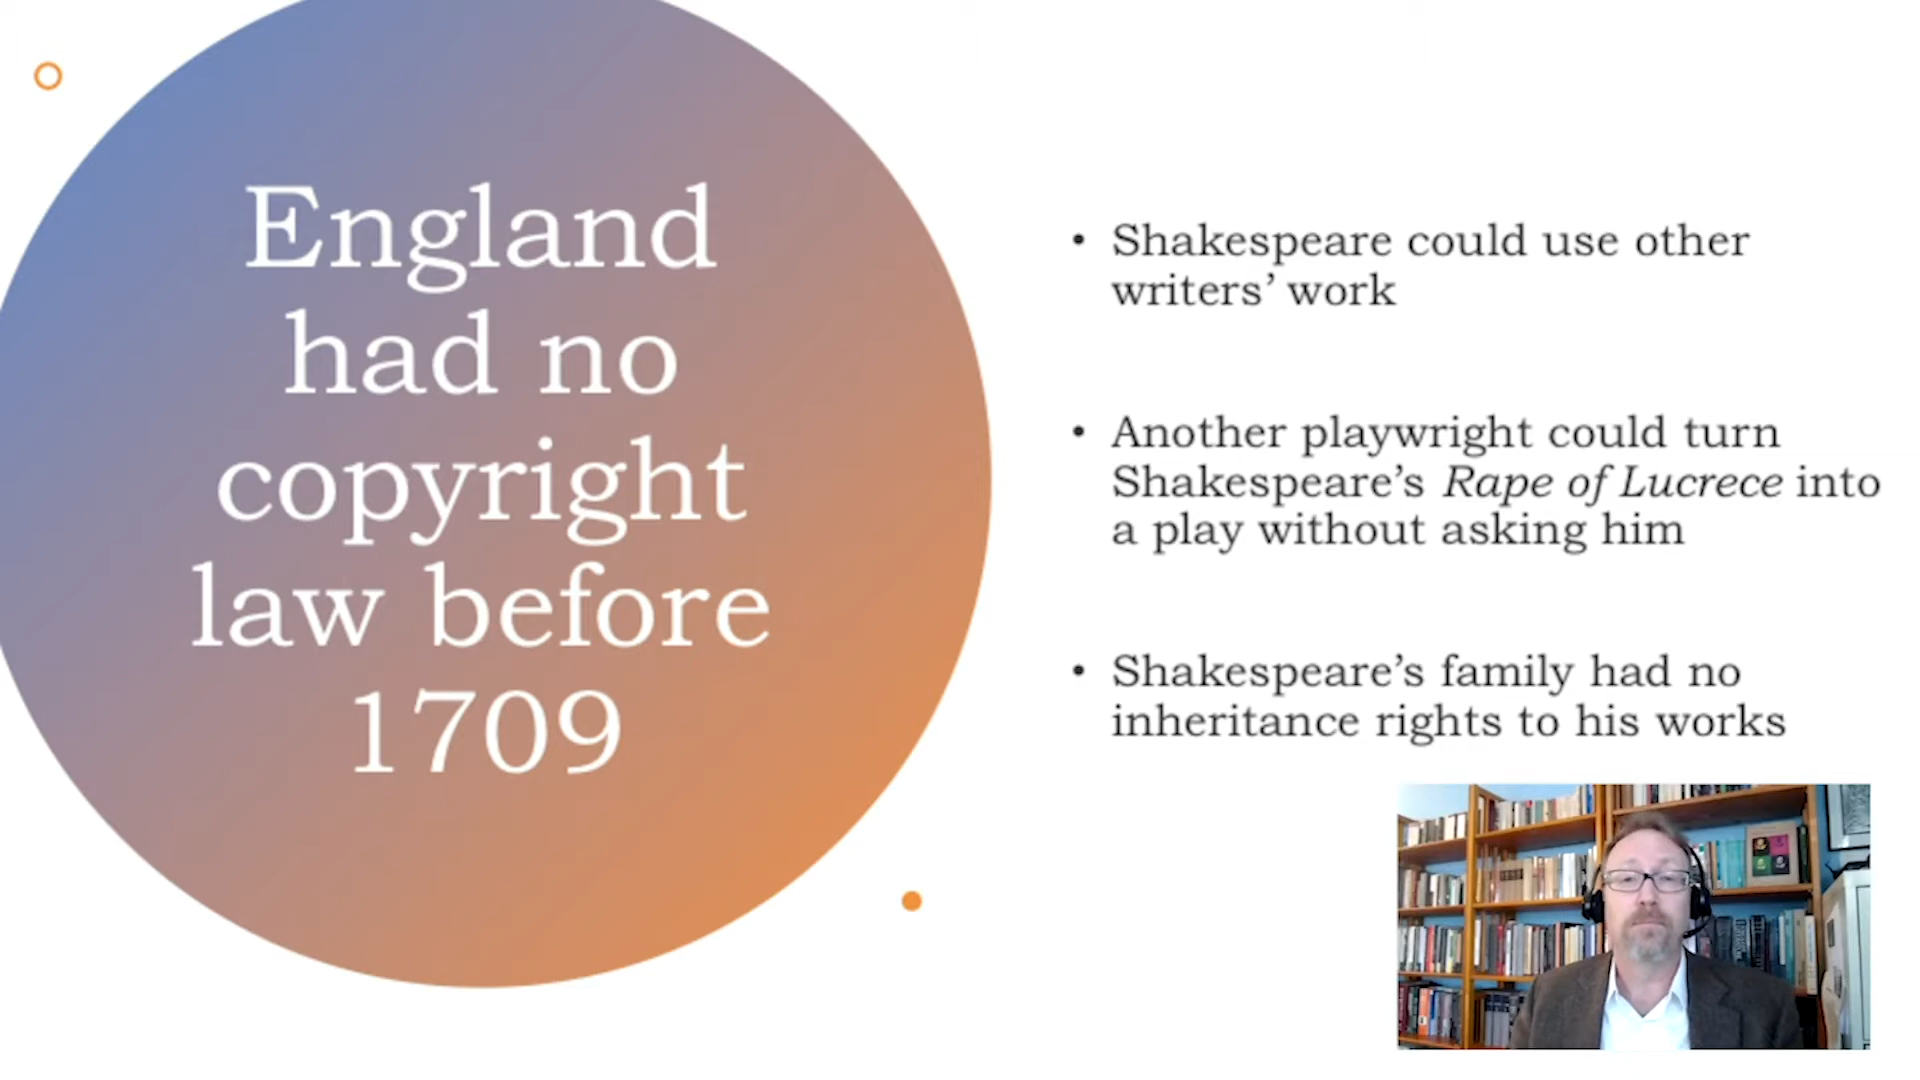 England
had no
copyright
law before
1709
• Shakespeare could use other
writers’ work
• Another playwright could turn
Shakespeare’s Rape of Lucrece into
a play without asking him
• Shakespeare’s family had no
inheritance rights to his works